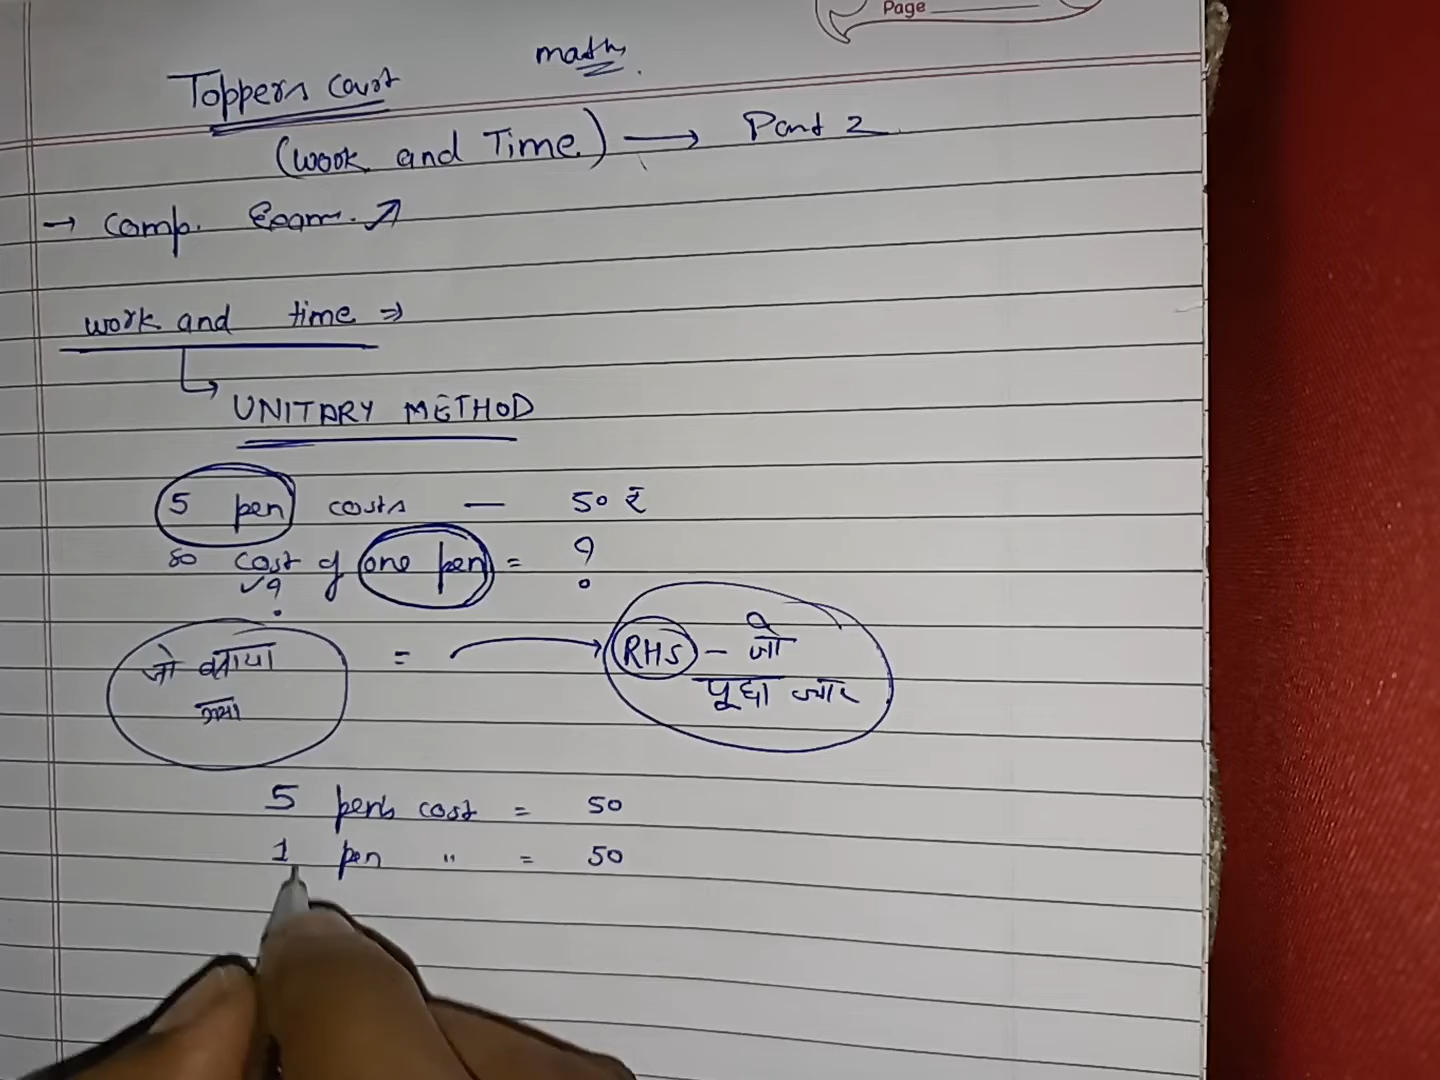 Page
math
Toppers court
(Work and Time) → Part 2
→ Comp. Exam. ↗
work and time ⇒
UNITARY METHOD
5 pen costs — 50 ₹
so cost of one pen = ?
?
जो बताया = RHS - जो
गया पूछा जाए
5 pens cost = 50
1 pen " = 50